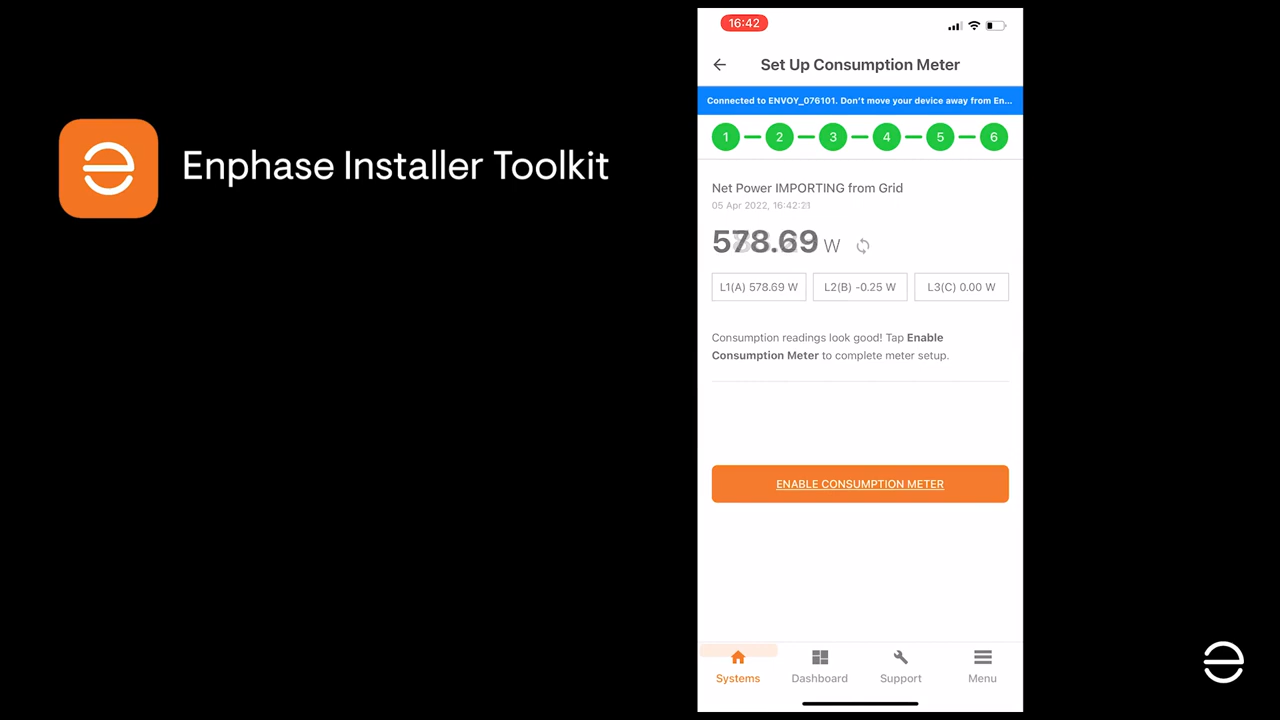 Enphase Installer Toolkit
16:42
Set Up Consumption Meter
Connected to ENVOY_076101. Don't move your device away from En...
1 2 3 4 5 6
Net Power IMPORTING from Grid
05 Apr 2022, 16:42:21
578.69 W
L1(A) 578.69 W L2(B) -0.25 W L3(C) 0.00 W
Consumption readings look good! Tap Enable
Consumption Meter to complete meter setup.
ENABLE CONSUMPTION METER
Systems Dashboard Support Menu